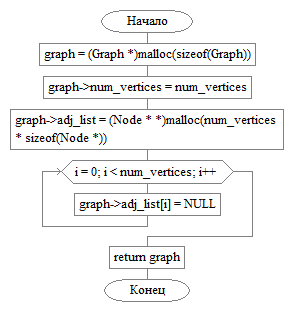 Начало
graph = (Graph *)malloc(sizeof(Graph))
graph->num_vertices = num_vertices
graph->adj_list = (Node * *)malloc(num_vertices
* sizeof(Node *))
i = 0; i < num_vertices; i++
graph->adj_list[i] = NULL
return graph
Конец